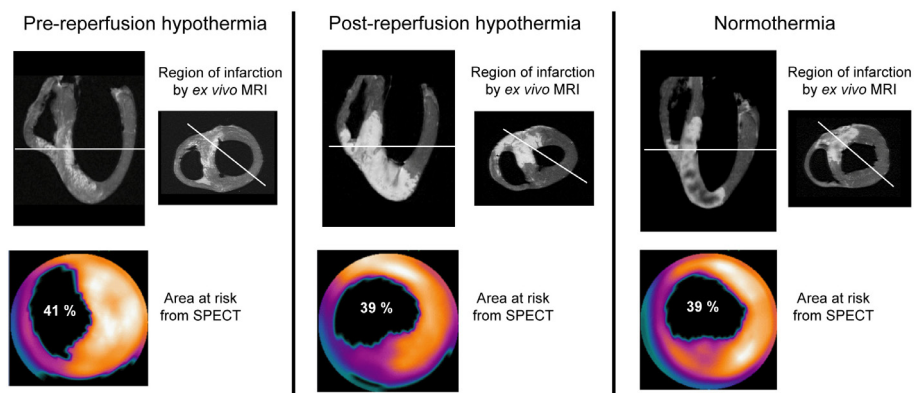 Pre-reperfusion hypothermia
Region of infarction
by ex vivo MRI
41 %
Area at risk
from SPECT
Post-reperfusion hypothermia
Region of infarction
by ex vivo MRI
39 %
Area at risk
from SPECT
Normothermia
Region of infarction
by ex vivo MRI
39 %
Area at risk
from SPECT